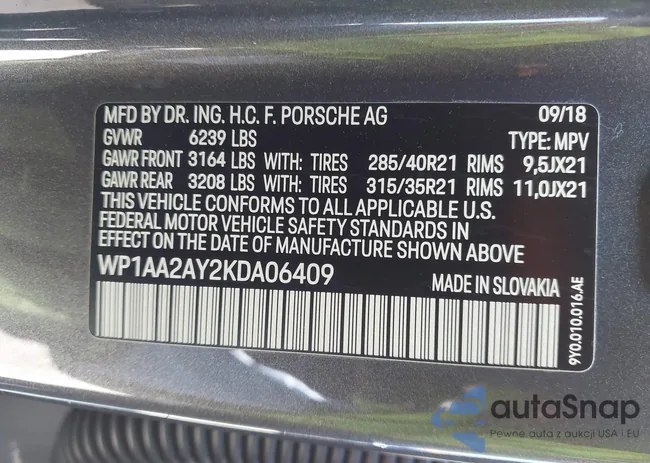 MFD BY DR. ING. H.C. F. PORSCHE AG 09/18
GVWR 6239 LBS TYPE: MPV
GAWR FRONT 3164 LBS WITH: TIRES 285/40R21 RIMS 9,5JX21
GAWR REAR 3208 LBS WITH: TIRES 315/35R21 RIMS 11,0JX21
THIS VEHICLE CONFORMS TO ALL APPLICABLE U.S.
FEDERAL MOTOR VEHICLE SAFETY STANDARDS IN
EFFECT ON THE DATE OF MANUFACTURE SHOWN ABOVE
WP1AA2AY2KDA06409 MADE IN SLOVAKIA
9Y0.010.016.AE
autaSnap
Pewne auta z aukcji USA i EU